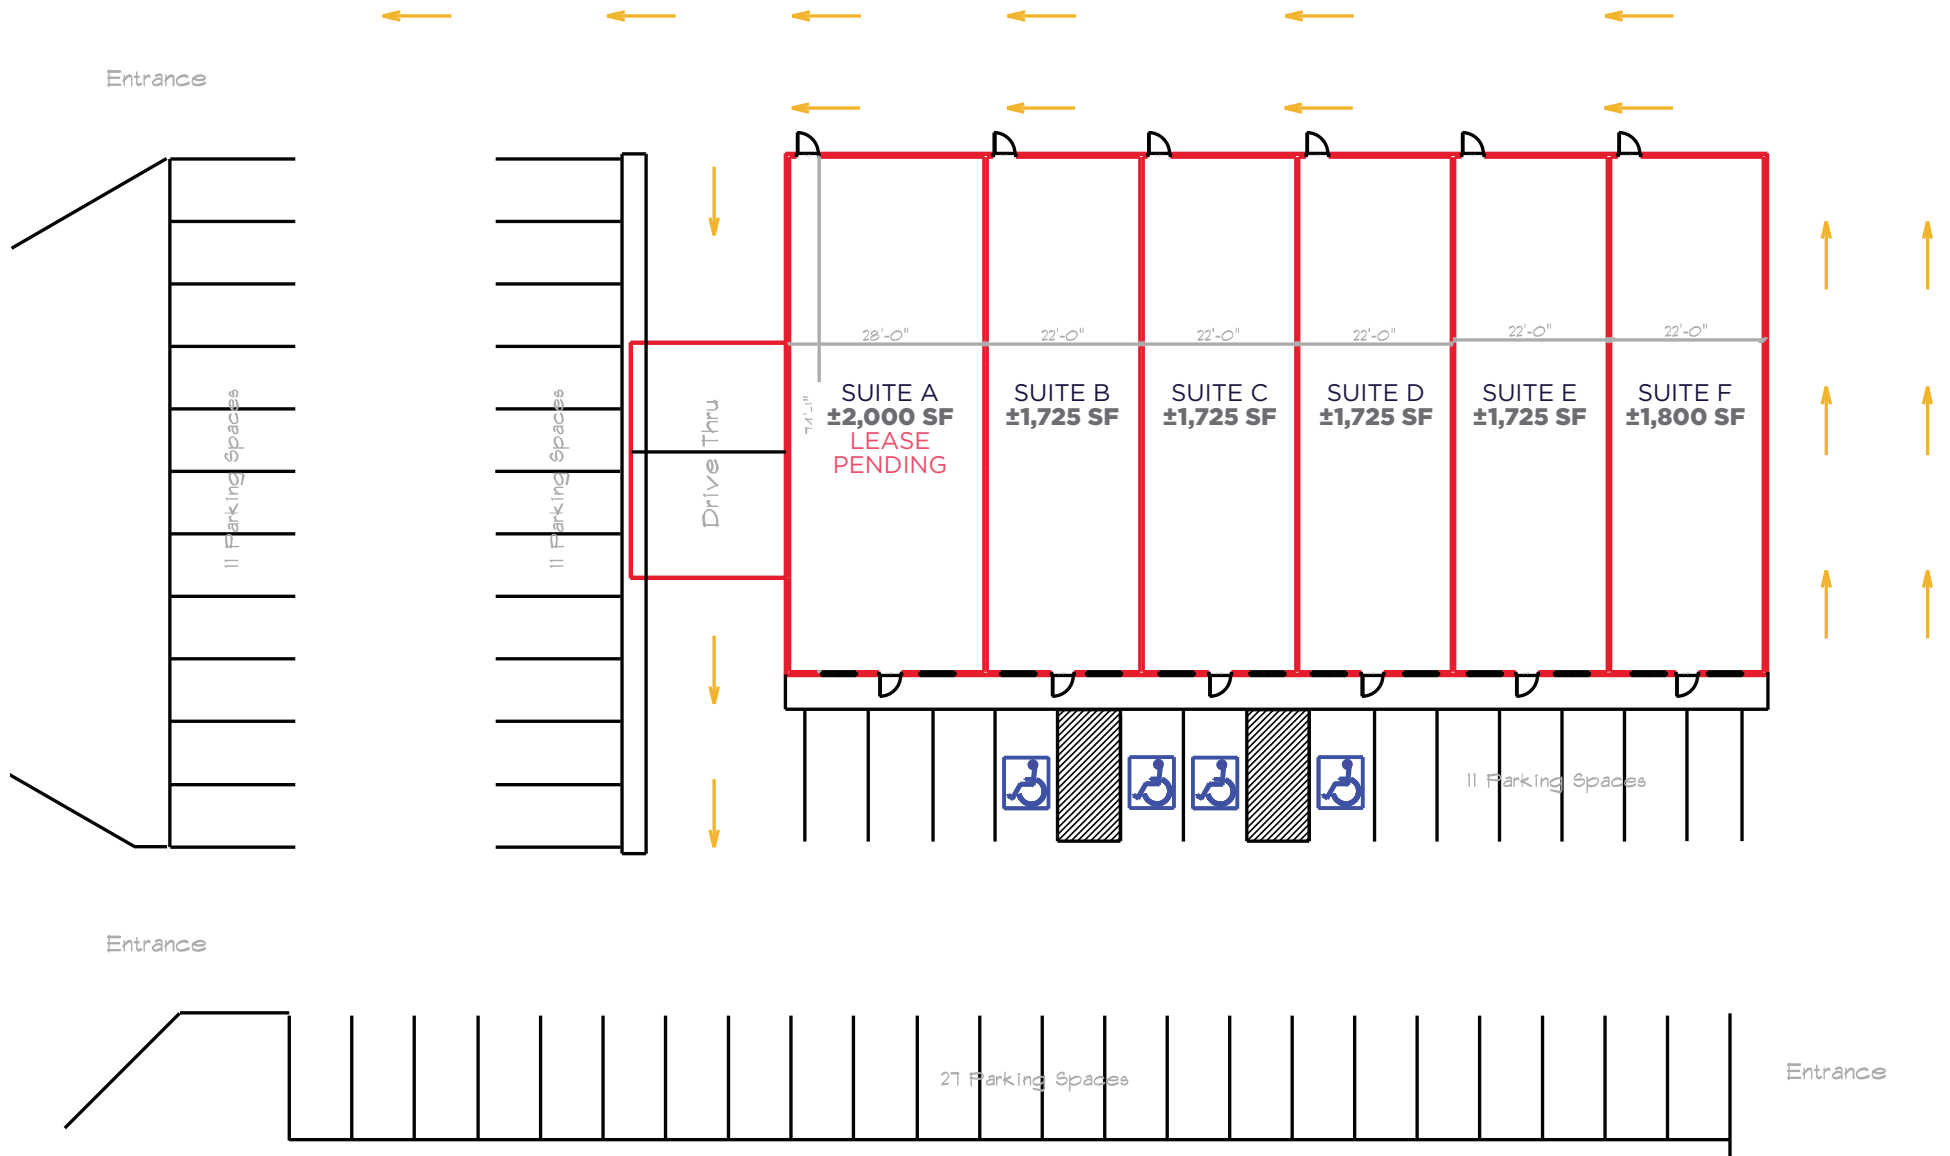 Entrance
28'-0"
22'-0"
22'-0"
22'-0"
22'-0"
22'-0"
SUITE A
±2,000 SF
LEASE
PENDING
SUITE B
±1,725 SF
SUITE C
±1,725 SF
SUITE D
±1,725 SF
SUITE E
±1,725 SF
SUITE F
±1,800 SF
11 Parking Spaces
11 Parking Spaces
Drive Thru
11 Parking Spaces
Entrance
27 Parking Spaces
Entrance